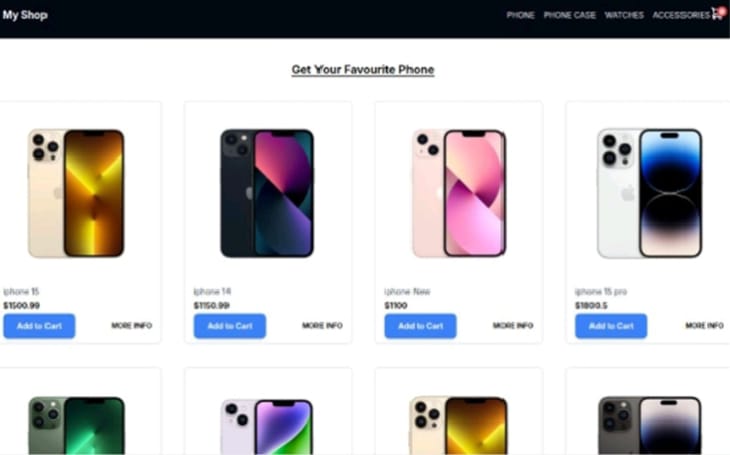 My Shop
PHONE PHONE CASE WATCHES ACCESSORIES
Get Your Favourite Phone
iphone 15
$1500.99
Add to Cart MORE INFO
iphone 14
$1150.99
Add to Cart MORE INFO
iphone New
$1100
Add to Cart MORE INFO
iphone 15 pro
$1800.5
Add to Cart MORE INFO